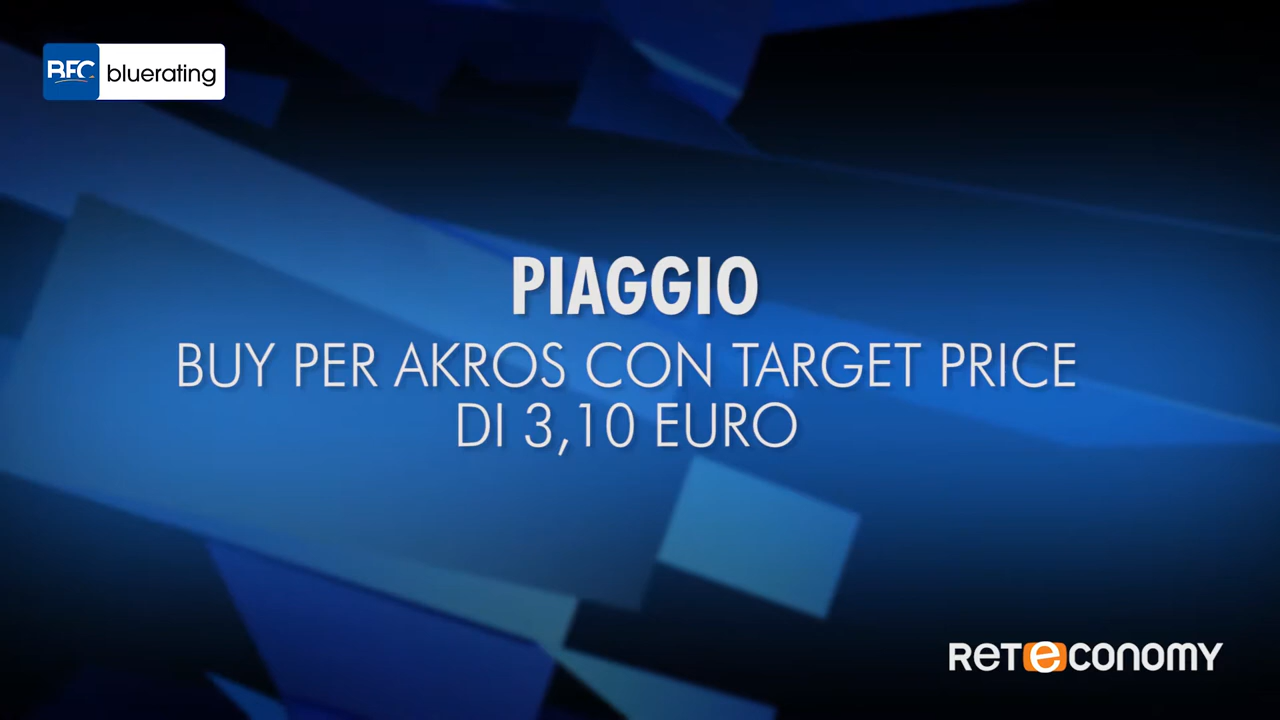 BFC bluerating
PIAGGIO
BUY PER AKROS CON TARGET PRICE
DI 3,10 EURO
RETeCONOMY